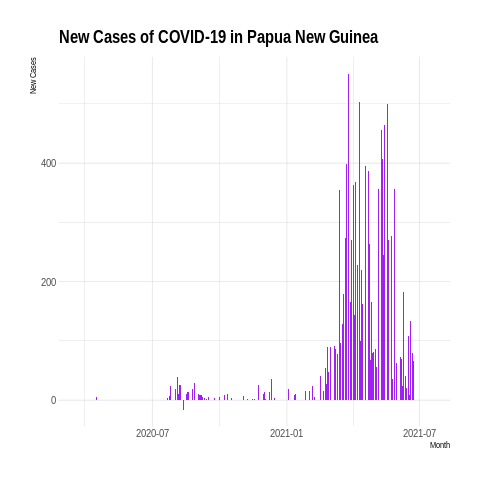 New Cases of COVID-19 in Papua New Guinea
New Cases
400
200
0
2020-07
2021-01
2021-07
Month